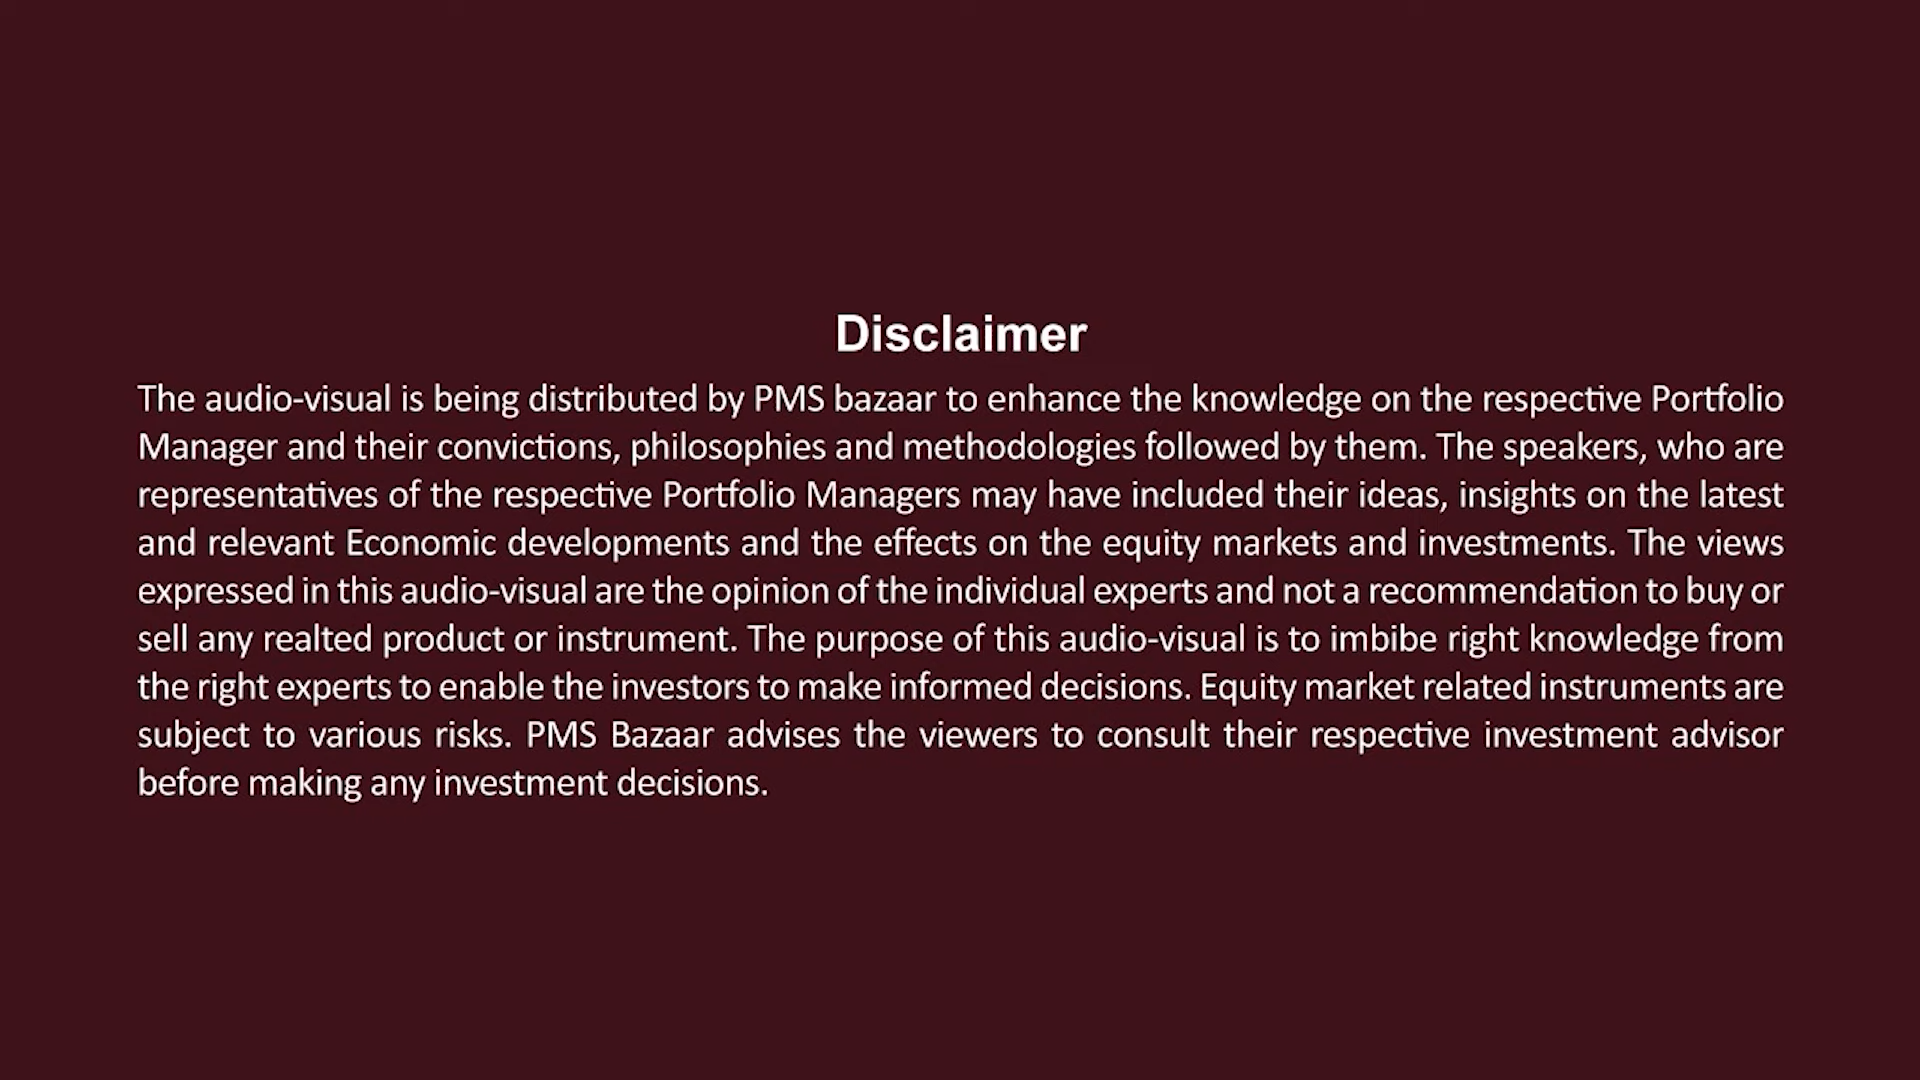 Disclaimer
The audio-visual is being distributed by PMS bazaar to enhance the knowledge on the respective Portfolio
Manager and their convictions, philosophies and methodologies followed by them. The speakers, who are
representatives of the respective Portfolio Managers may have included their ideas, insights on the latest
and relevant Economic developments and the effects on the equity markets and investments. The views
expressed in this audio-visual are the opinion of the individual experts and not a recommendation to buy or
sell any realted product or instrument. The purpose of this audio-visual is to imbibe right knowledge from
the right experts to enable the investors to make informed decisions. Equity market related instruments are
subject to various risks. PMS Bazaar advises the viewers to consult their respective investment advisor
before making any investment decisions.